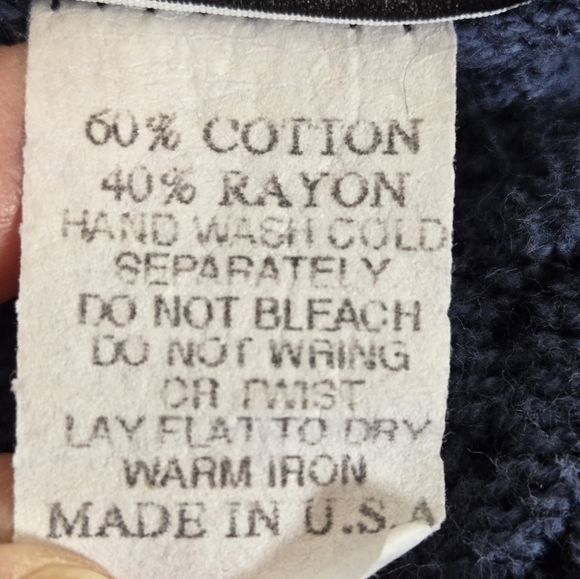 60% COTTON
40% RAYON
HAND WASH COLD
SEPARATELY
DO NOT BLEACH
DO NOT WRING
OR TWIST
LAY FLAT TO DRY
WARM IRON
MADE IN U.S.A